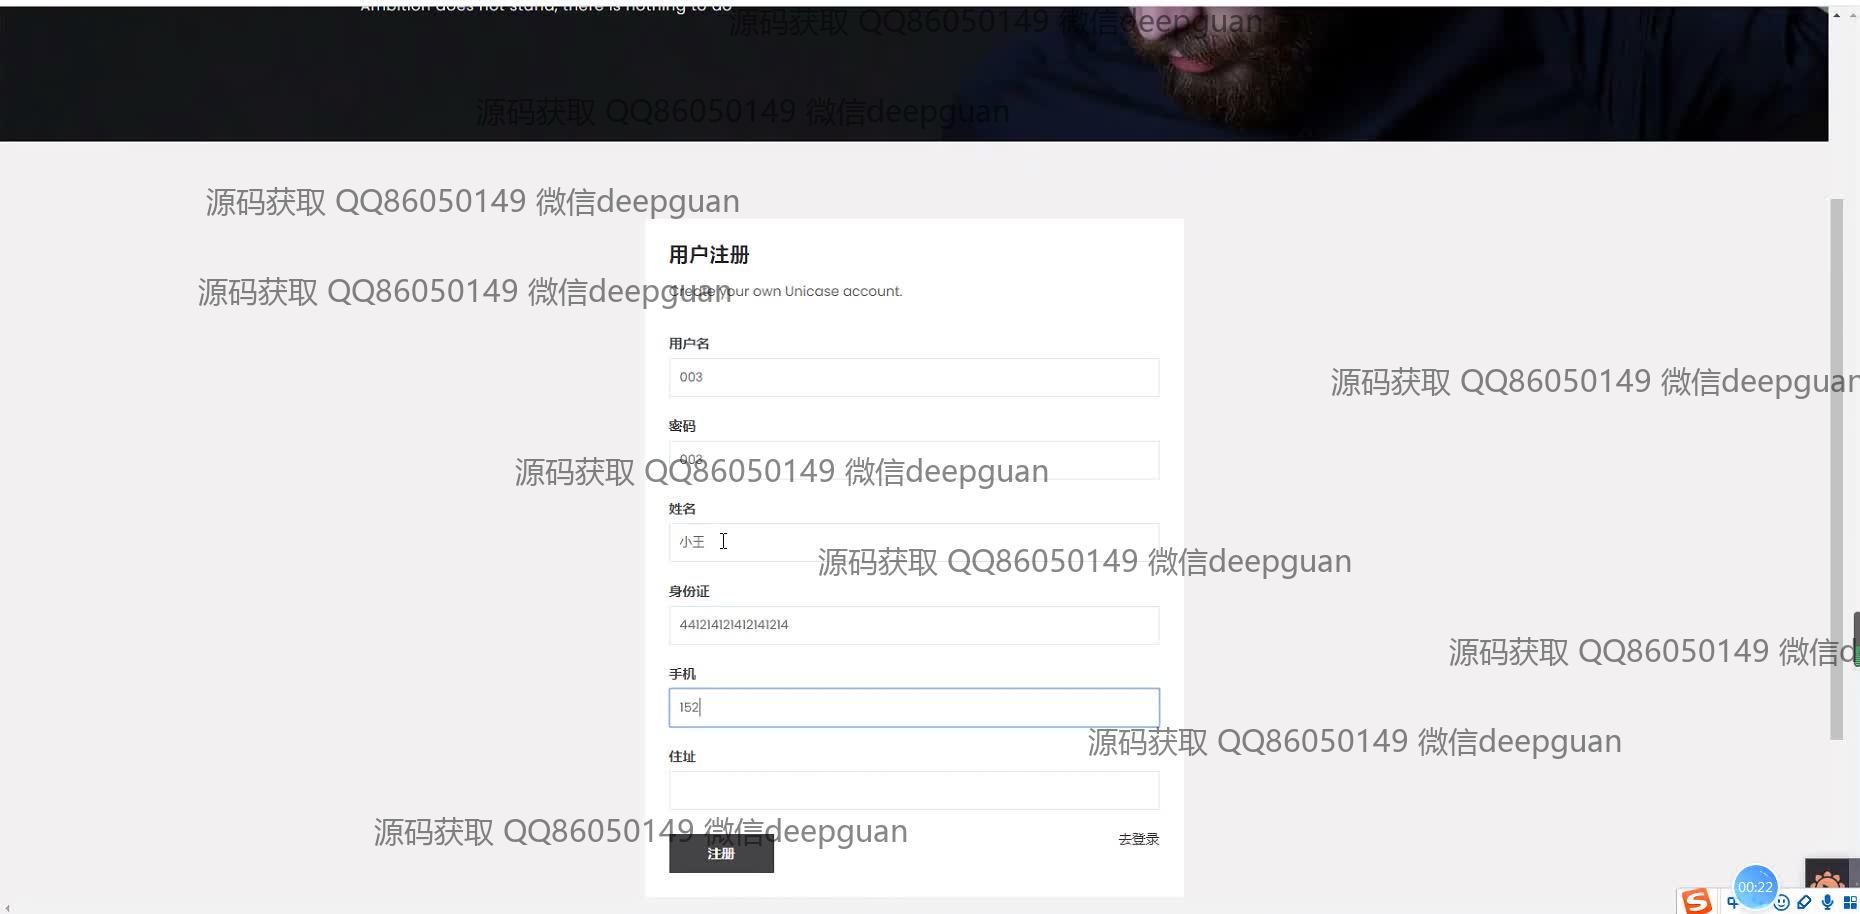 Ambition does not stand, there is nothing to do
源码获取 QQ86050149 微信deepguan
源码获取 QQ86050149 微信deepguan
源码获取 QQ86050149 微信deepguan
用户注册
源码获取 QQ86050149 微信deepguan
Create your own Unicase account.
用户名
003
源码获取 QQ86050149 微信deepguan
密码
003
源码获取 QQ86050149 微信deepguan
姓名
小王
源码获取 QQ86050149 微信deepguan
身份证
441214121412141214
源码获取 QQ86050149 微信d
手机
152
源码获取 QQ86050149 微信deepguan
住址
源码获取 QQ86050149 微信deepguan
去登录
注册
00:22